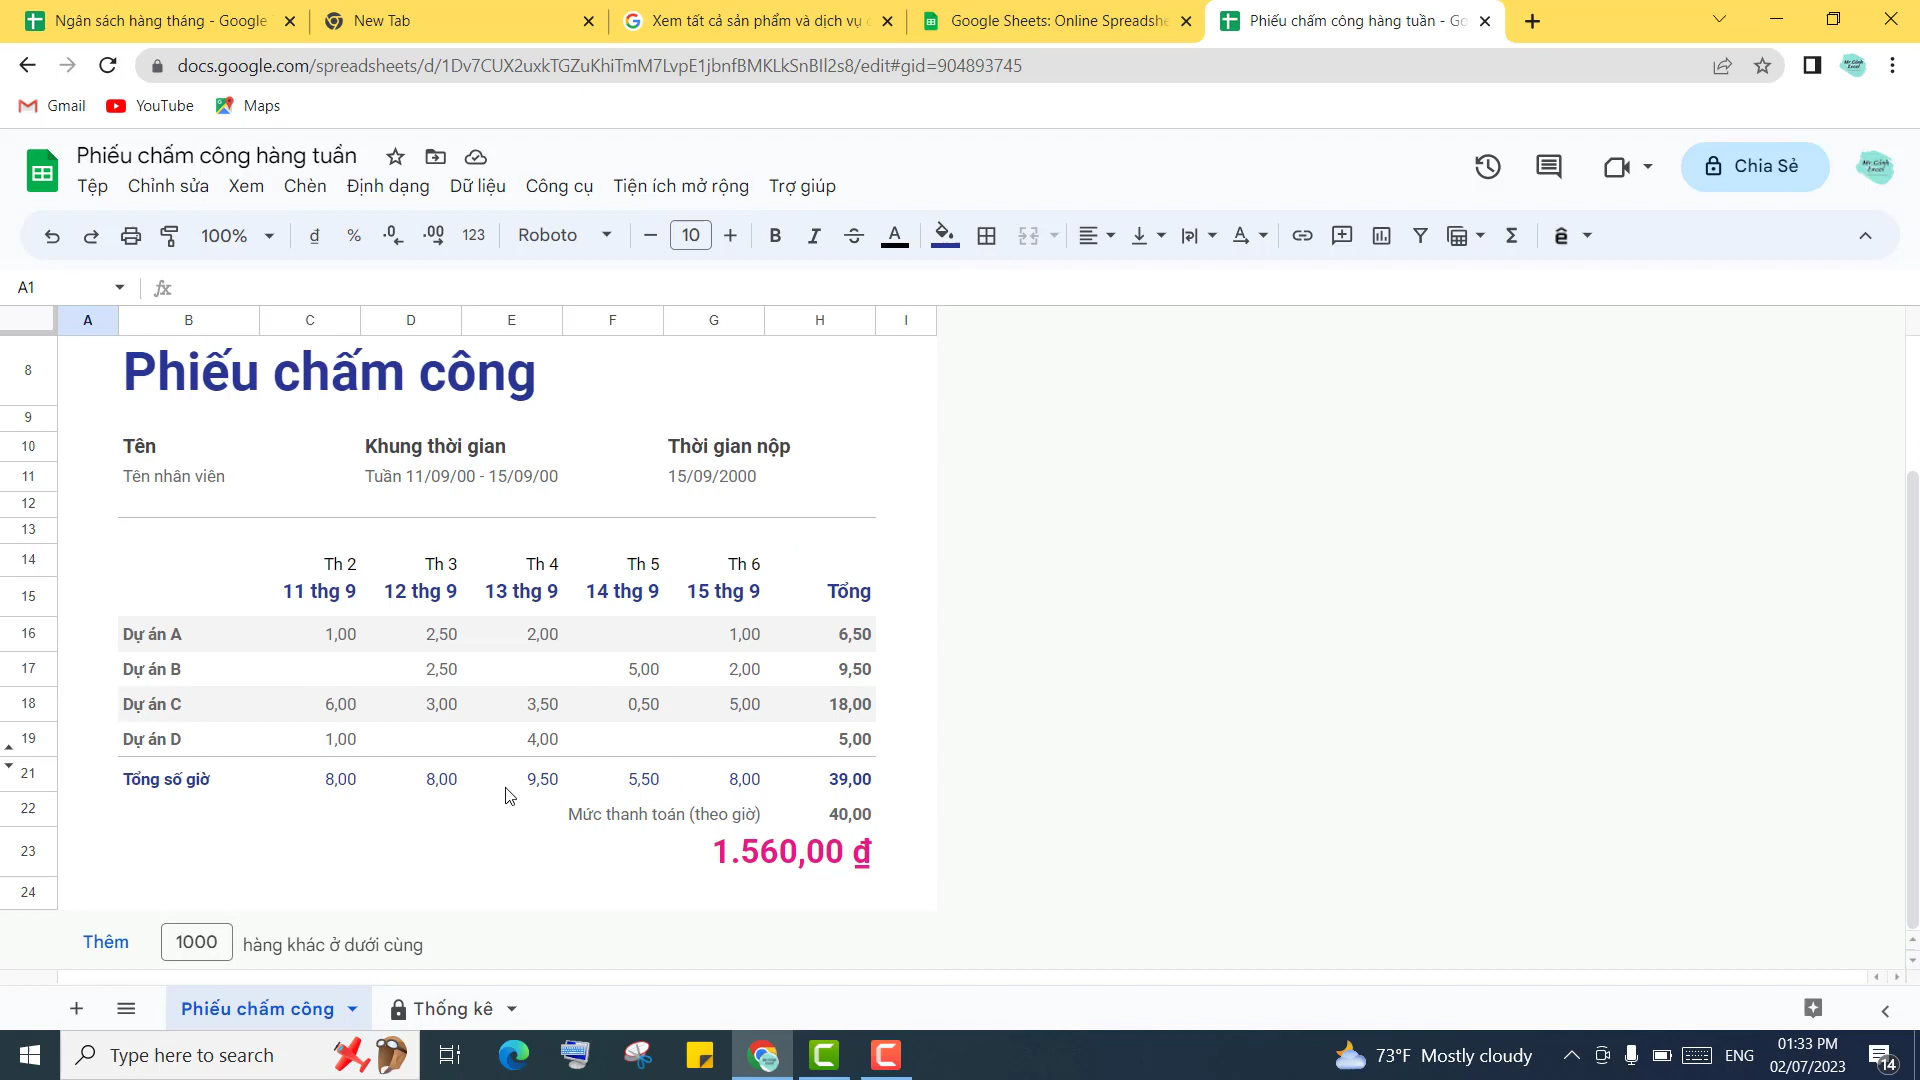 Ngân sách hàng tháng - Google
New Tab
Xem tất cả sản phẩm và dịch vụ
Google Sheets: Online Spreadshe
Phiếu chấm công hàng tuần - Go
docs.google.com/spreadsheets/d/1Dv7CUX2uxkTGZuKhiTmM7LvpE1jbnfBMKLkSnBIl2s8/edit#gid=904893745
Gmail
YouTube
Maps
Phiếu chấm công hàng tuần
Tệp Chỉnh sửa Xem Chèn Định dạng Dữ liệu Công cụ Tiện ích mở rộng Trợ giúp
Chia Sẻ
100% đ % .0 .00 123 Roboto 10 B I A Σ ê
A1 fx
A B C D E F G H I
8 Phiếu chấm công
9
10 Tên Khung thời gian Thời gian nộp
11 Tên nhân viên Tuần 11/09/00 - 15/09/00 15/09/2000
12
13
14 Th 2 Th 3 Th 4 Th 5 Th 6
15 11 thg 9 12 thg 9 13 thg 9 14 thg 9 15 thg 9 Tổng
16 Dự án A 1,00 2,50 2,00 1,00 6,50
17 Dự án B 2,50 5,00 2,00 9,50
18 Dự án C 6,00 3,00 3,50 0,50 5,00 18,00
19 Dự án D 1,00 4,00 5,00
21 Tổng số giờ 8,00 8,00 9,50 5,50 8,00 39,00
22 Mức thanh toán (theo giờ) 40,00
23 1.560,00 ₫
24
Thêm 1000 hàng khác ở dưới cùng
Phiếu chấm công Thống kê
Type here to search
73°F Mostly cloudy
ENG
01:33 PM
02/07/2023
14